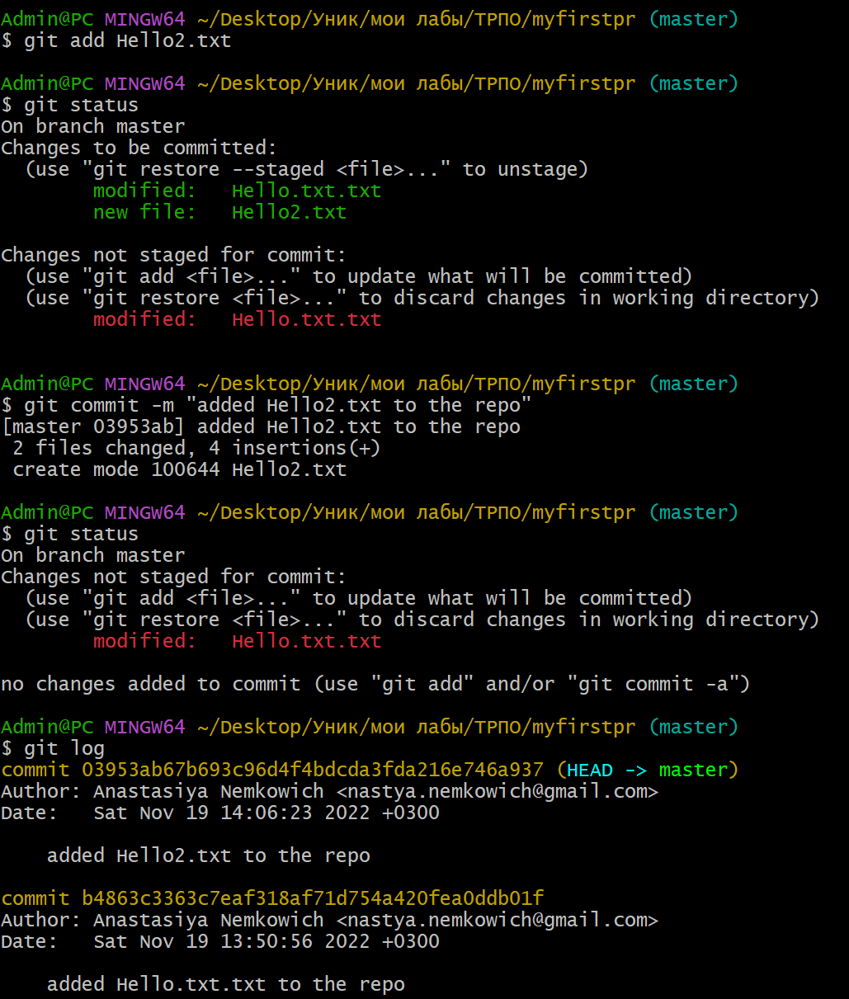 Admin@PC MINGW64 ~/Desktop/Уник/мои лабы/ТРПО/myfirstpr (master)
$ git add Hello2.txt
Admin@PC MINGW64 ~/Desktop/Уник/мои лабы/ТРПО/myfirstpr (master)
$ git status
On branch master
Changes to be committed:
  (use "git restore --staged <file>..." to unstage)
        modified:   Hello.txt.txt
        new file:   Hello2.txt
Changes not staged for commit:
  (use "git add <file>..." to update what will be committed)
  (use "git restore <file>..." to discard changes in working directory)
        modified:   Hello.txt.txt
Admin@PC MINGW64 ~/Desktop/Уник/мои лабы/ТРПО/myfirstpr (master)
$ git commit -m "added Hello2.txt to the repo"
[master 03953ab] added Hello2.txt to the repo
 2 files changed, 4 insertions(+)
 create mode 100644 Hello2.txt
Admin@PC MINGW64 ~/Desktop/Уник/мои лабы/ТРПО/myfirstpr (master)
$ git status
On branch master
Changes not staged for commit:
  (use "git add <file>..." to update what will be committed)
  (use "git restore <file>..." to discard changes in working directory)
        modified:   Hello.txt.txt
no changes added to commit (use "git add" and/or "git commit -a")
Admin@PC MINGW64 ~/Desktop/Уник/мои лабы/ТРПО/myfirstpr (master)
$ git log
commit 03953ab67b693c96d4f4bdcda3fda216e746a937 (HEAD -> master)
Author: Anastasiya Nemkowich <nastya.nemkowich@gmail.com>
Date:   Sat Nov 19 14:06:23 2022 +0300
    added Hello2.txt to the repo
commit b4863c3363c7eaf318af71d754a420fea0ddb01f
Author: Anastasiya Nemkowich <nastya.nemkowich@gmail.com>
Date:   Sat Nov 19 13:50:56 2022 +0300
    added Hello.txt.txt to the repo